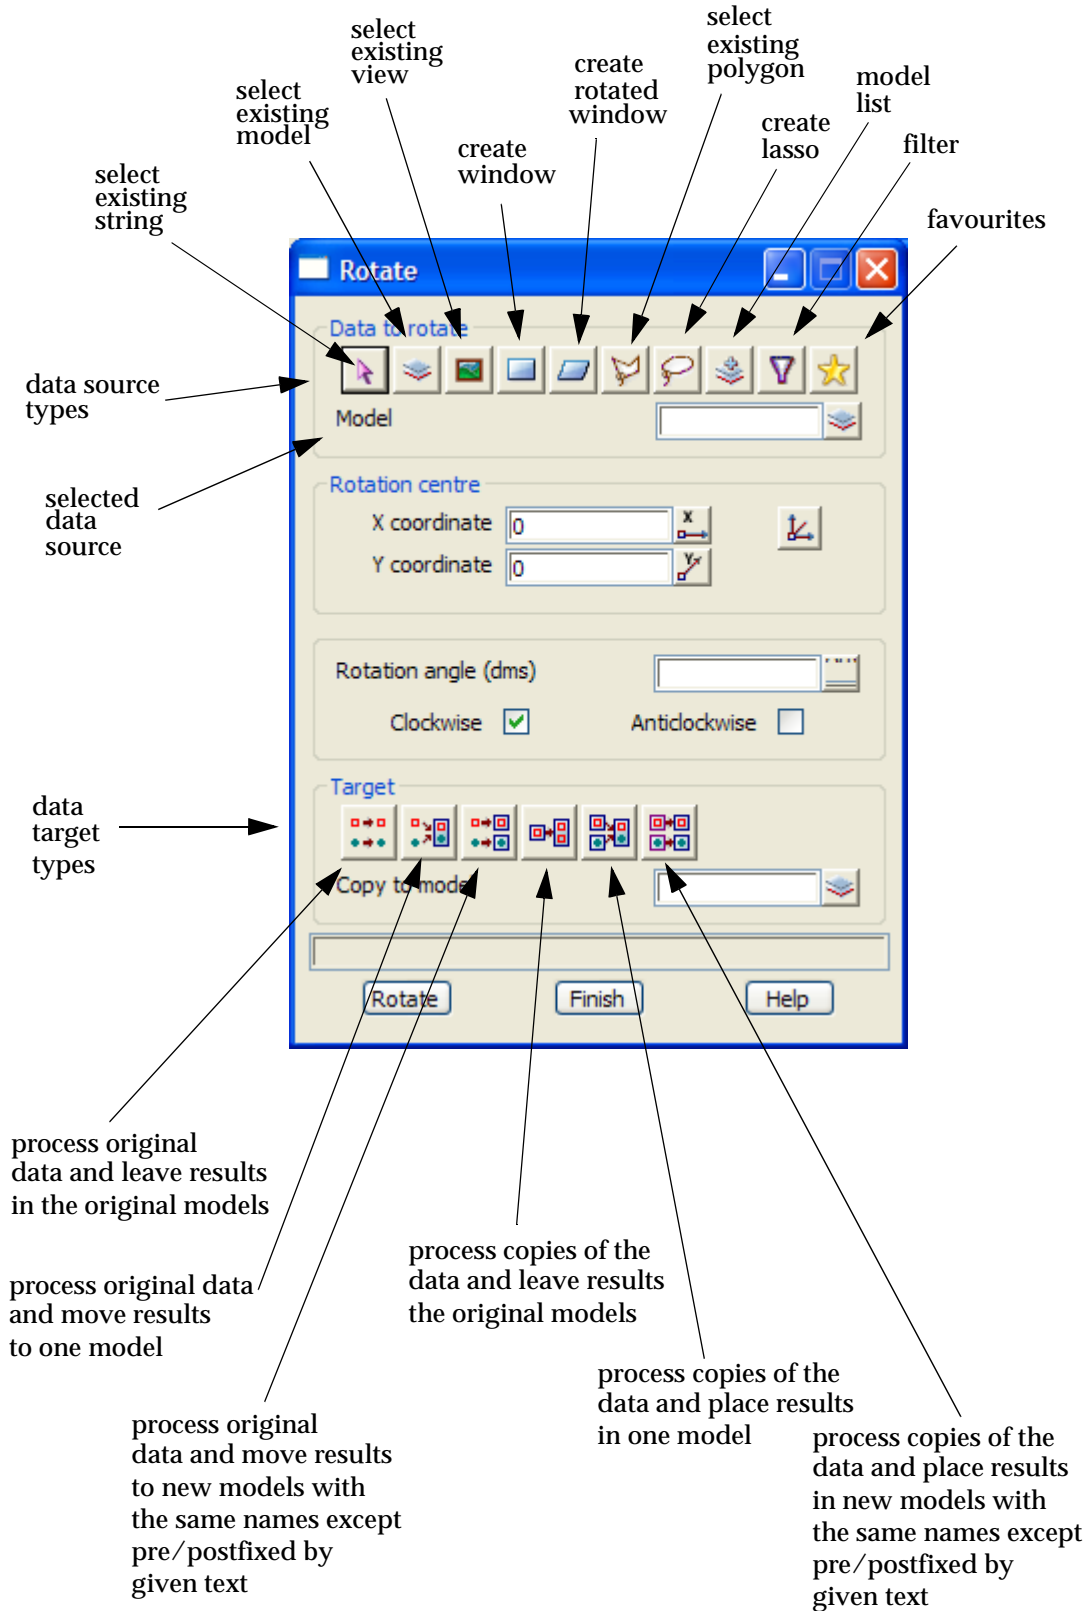 select
existing
polygon
select
existing
view
create
rotated
window
model
list
select
existing
model
create
lasso
filter
create
window
select
existing
string
favourites
Rotate
Data to rotate
data source
types
Model
selected
data
source
Rotation centre
X coordinate 0
X
Y coordinate 0
Y
Rotation angle (dms)
Clockwise
Anticlockwise
Target
data
target
types
Copy to model
Rotate
Finish
Help
process original
data and leave results
in the original models
process copies of the
data and leave results
the original models
process original data
and move results
to one model
process copies of the
data and place results
in one model
process original
data and move results
to new models with
the same names except
pre/postfixed by
given text
process copies of the
data and place results
in new models with
the same names except
pre/postfixed by
given text